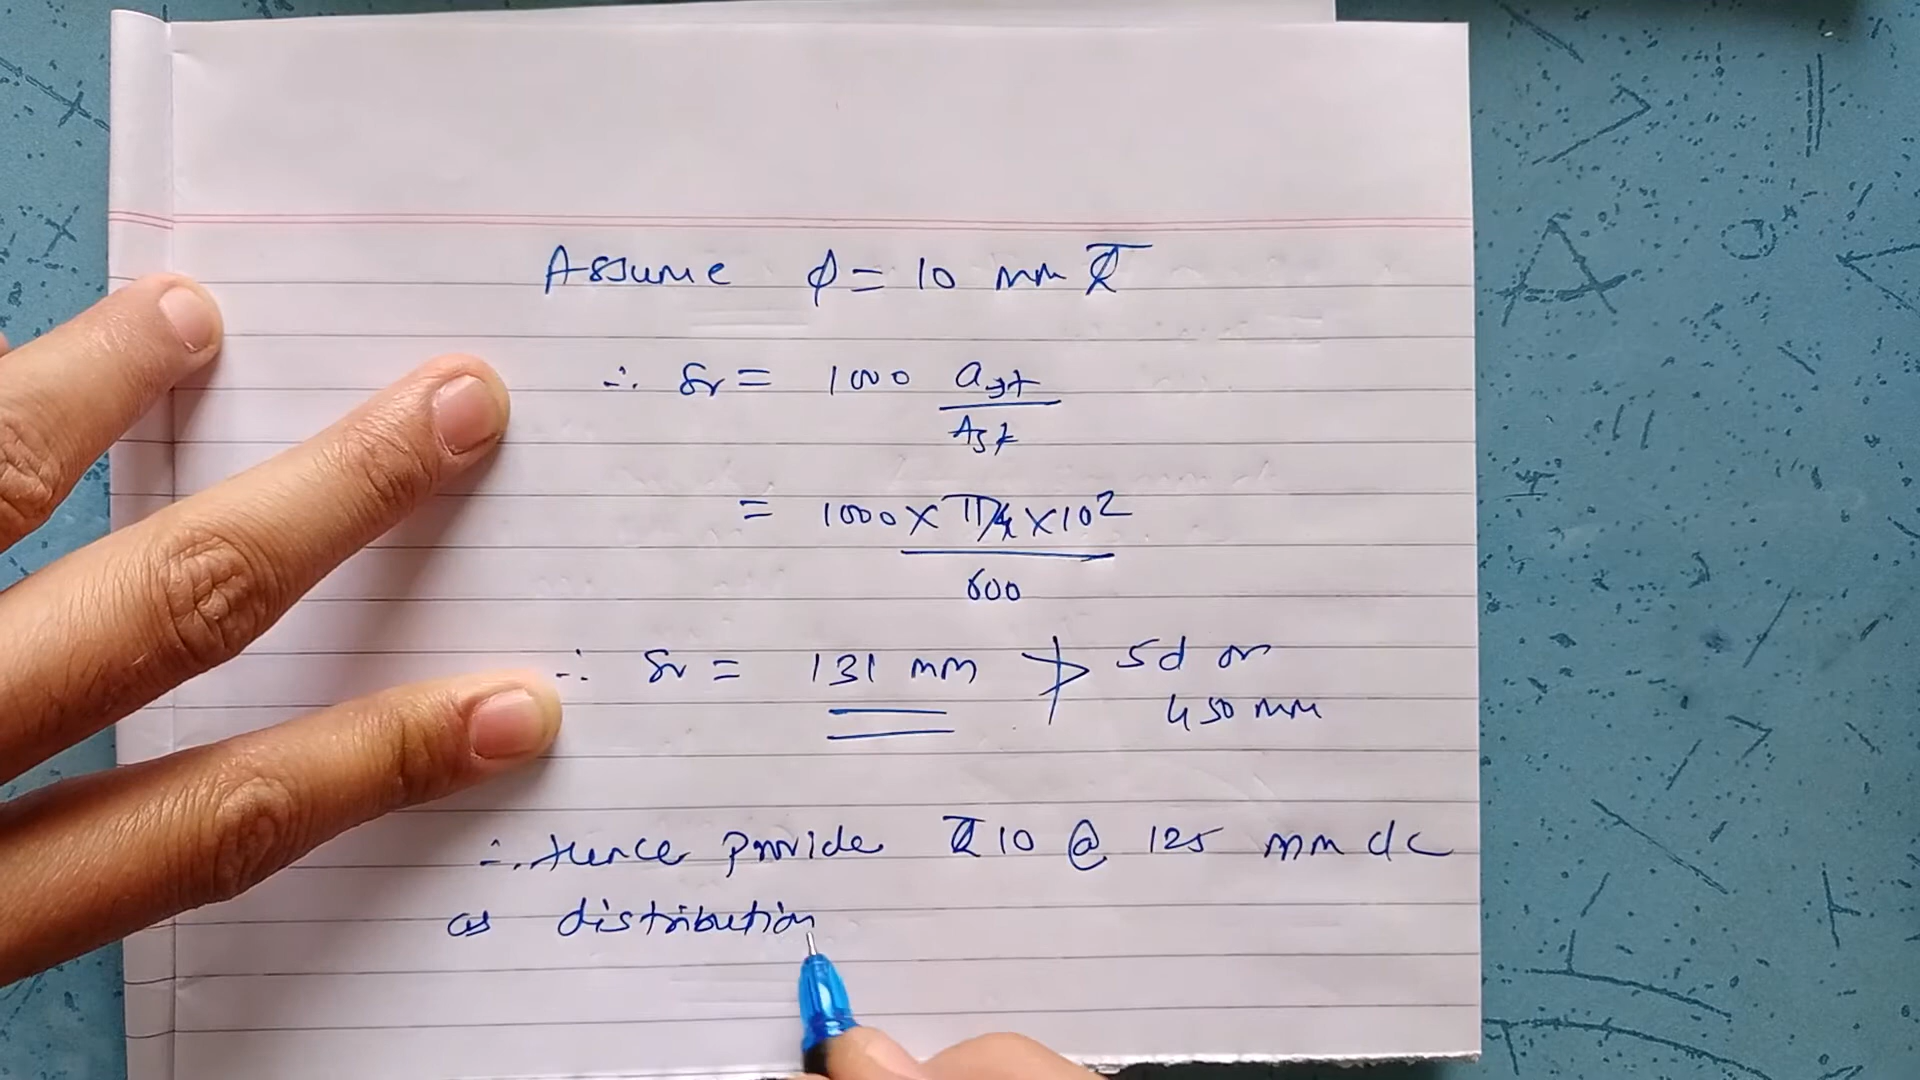 Assume ϕ = 10 mm
∴ Sv = 1000 ast
Ast
= 1000 × π/4 × 10²
600
∴ Sv = 131 mm ≯ 5d or
450 mm
∴ Hence provide 10 @ 125 mm c/c
as distribution